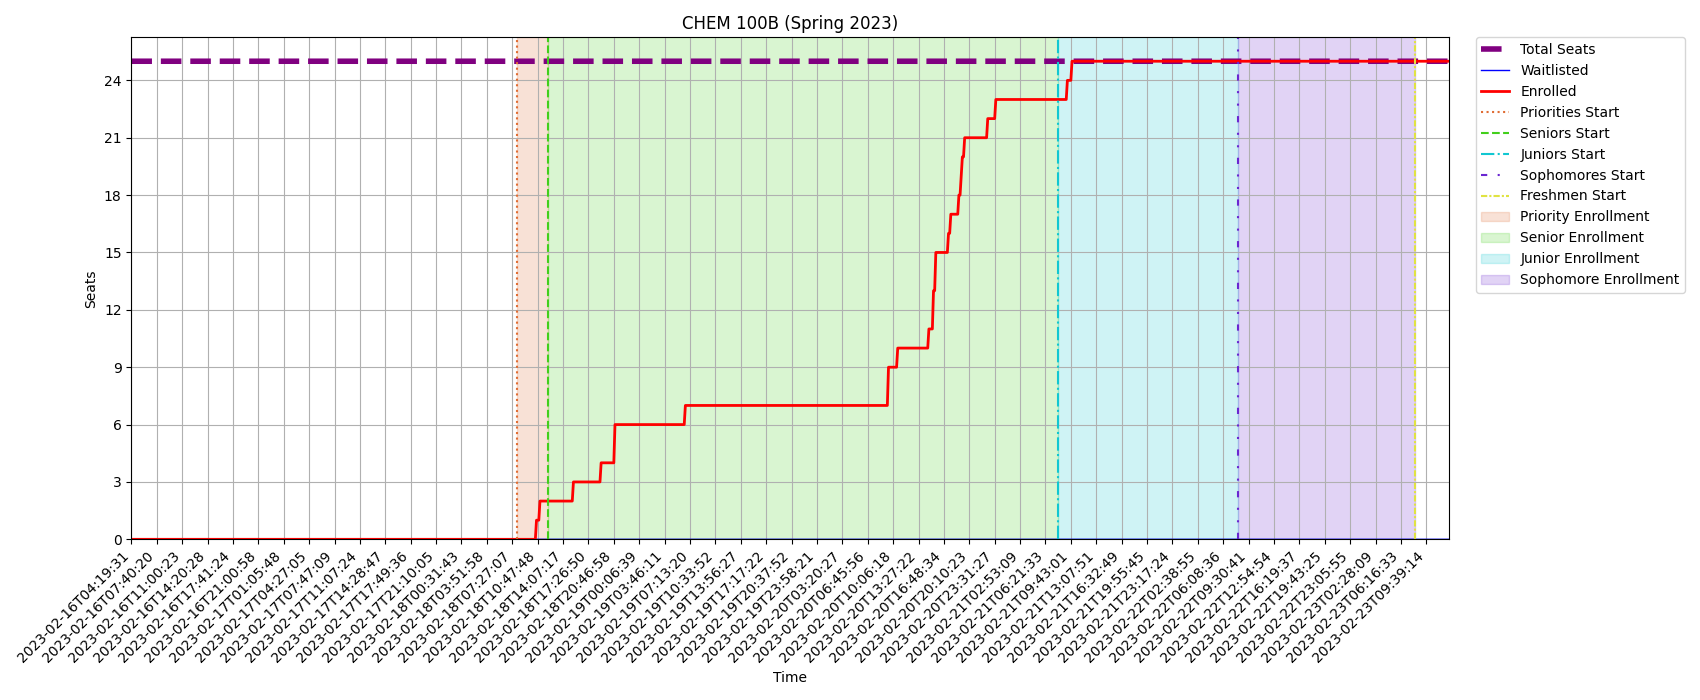 CHEM 100B (Spring 2023)
Total Seats
Waitlisted
Enrolled
Priorities Start
Seniors Start
Juniors Start
Sophomores Start
Freshmen Start
Priority Enrollment
Senior Enrollment
Junior Enrollment
Sophomore Enrollment
Seats
24
21
18
15
12
9
6
3
0
2023-02-16T04:19:31
2023-02-16T07:40:20
2023-02-16T11:00:23
2023-02-16T14:20:28
2023-02-16T17:41:24
2023-02-16T21:00:58
2023-02-17T01:05:48
2023-02-17T04:27:05
2023-02-17T07:47:09
2023-02-17T11:07:24
2023-02-17T14:28:47
2023-02-17T17:49:36
2023-02-17T21:10:05
2023-02-18T00:31:43
2023-02-18T03:51:58
2023-02-18T07:27:07
2023-02-18T10:47:48
2023-02-18T14:07:17
2023-02-18T17:26:50
2023-02-18T20:46:58
2023-02-19T00:06:39
2023-02-19T03:46:11
2023-02-19T07:13:20
2023-02-19T10:33:52
2023-02-19T13:56:27
2023-02-19T17:17:22
2023-02-19T20:37:52
2023-02-19T23:58:21
2023-02-20T03:20:27
2023-02-20T06:45:56
2023-02-20T10:06:18
2023-02-20T13:27:22
2023-02-20T16:48:34
2023-02-20T20:10:23
2023-02-20T23:31:27
2023-02-21T02:53:09
2023-02-21T06:21:33
2023-02-21T09:43:01
2023-02-21T13:07:51
2023-02-21T16:32:49
2023-02-21T19:55:45
2023-02-21T23:17:24
2023-02-22T02:38:55
2023-02-22T06:08:36
2023-02-22T09:30:41
2023-02-22T12:54:54
2023-02-22T16:19:37
2023-02-22T19:43:25
2023-02-22T23:05:55
2023-02-23T02:28:09
2023-02-23T06:16:33
2023-02-23T09:39:14
Time